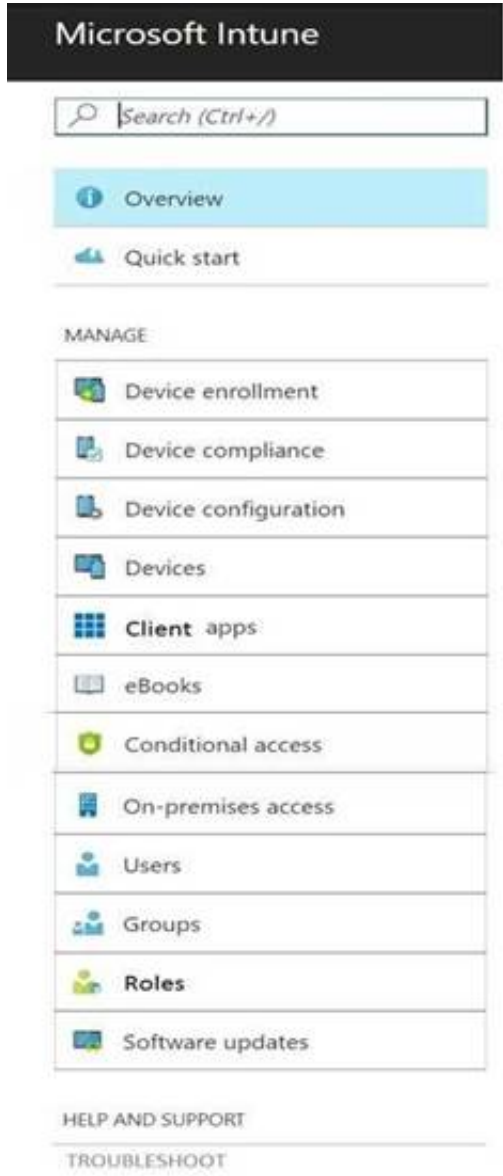 Microsoft Intune
Search (Ctrl+/)
Overview
Quick start
MANAGE
Device enrollment
Device compliance
Device configuration
Devices
Client apps
eBooks
Conditional access
On-premises access
Users
Groups
Roles
Software updates
HELP AND SUPPORT
TROUBLESHOOT